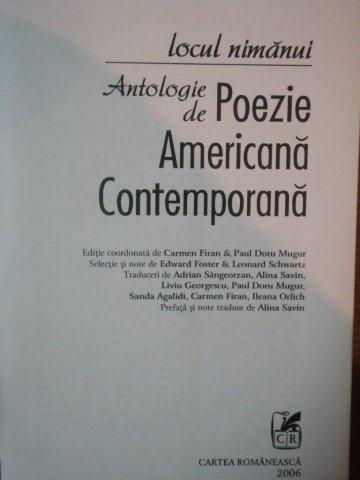 locul nimănui
Antologie
de Poezie
Americană
Contemporană
Ediție coordonată de Carmen Firan & Paul Doru Mugur
Selecție și note de Edward Foster & Leonard Schwartz
Traduceri de Adrian Sângeorzan, Alina Savin,
Liviu Georgescu, Paul Doru Mugur,
Sanda Agalidi, Carmen Firan, Ileana Orlich
Prefață și note traduse de Alina Savin
CR
CARTEA ROMÂNEASCĂ
2006